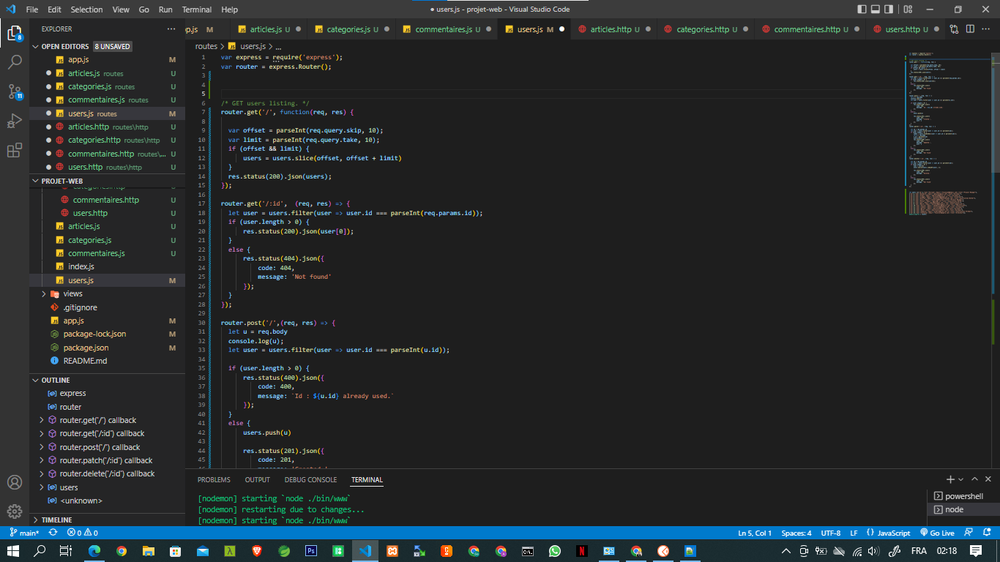 File Edit Selection View Go Run Terminal Help
● users.js - projet-web - Visual Studio Code
EXPLORER
p.js M
articles.js U
categories.js U
commentaires.js U
users.js M
articles.http U
categories.http U
commentaires.http U
users.http U
OPEN EDITORS 8 UNSAVED
app.js M
articles.js routes U
categories.js routes U
commentaires.js routes U
users.js routes M
articles.http routes\http U
categories.http routes\http U
commentaires.http routes\... U
users.http routes\http U
PROJET-WEB
categories.http
commentaires.http U
users.http U
articles.js U
categories.js U
commentaires.js U
index.js
users.js M
views
.gitignore
app.js M
package-lock.json M
package.json M
README.md
OUTLINE
express
router
router.get('/') callback
router.get('/:id') callback
router.post('/') callback
router.patch('/:id') callback
router.delete('/:id') callback
users
<unknown>
TIMELINE
8
11
routes > users.js > ...
1 var express = require('express');
2 var router = express.Router();
3
4
5
6 /* GET users listing. */
7 router.get('/', function(req, res) {
8
9 var offset = parseInt(req.query.skip, 10);
10 var limit = parseInt(req.query.take, 10);
11 if (offset && limit) {
12 users = users.slice(offset, offset + limit)
13 }
14 res.status(200).json(users);
15 });
16
17 router.get('/:id', (req, res) => {
18 let user = users.filter(user => user.id === parseInt(req.params.id));
19 if (user.length > 0) {
20 res.status(200).json(user[0]);
21 }
22 else {
23 res.status(404).json({
24 code: 404,
25 message: 'Not found'
26 });
27 }
28 });
29
30 router.post('/',(req, res) => {
31 let u = req.body
32 console.log(u);
33 let user = users.filter(user => user.id === parseInt(u.id));
34
35 if (user.length > 0) {
36 res.status(400).json({
37 code: 400,
38 message: `Id : ${u.id} already used.`
39 });
40 }
41 else {
42 users.push(u)
43
44 res.status(201).json({
45 code: 201,
PROBLEMS OUTPUT DEBUG CONSOLE TERMINAL
[nodemon] starting `node ./bin/www`
[nodemon] restarting due to changes...
[nodemon] starting `node ./bin/www`
powershell
node
main* 0 0
Ln 5, Col 1 Spaces: 4 UTF-8 LF {} JavaScript Go Live
FRA 02:18